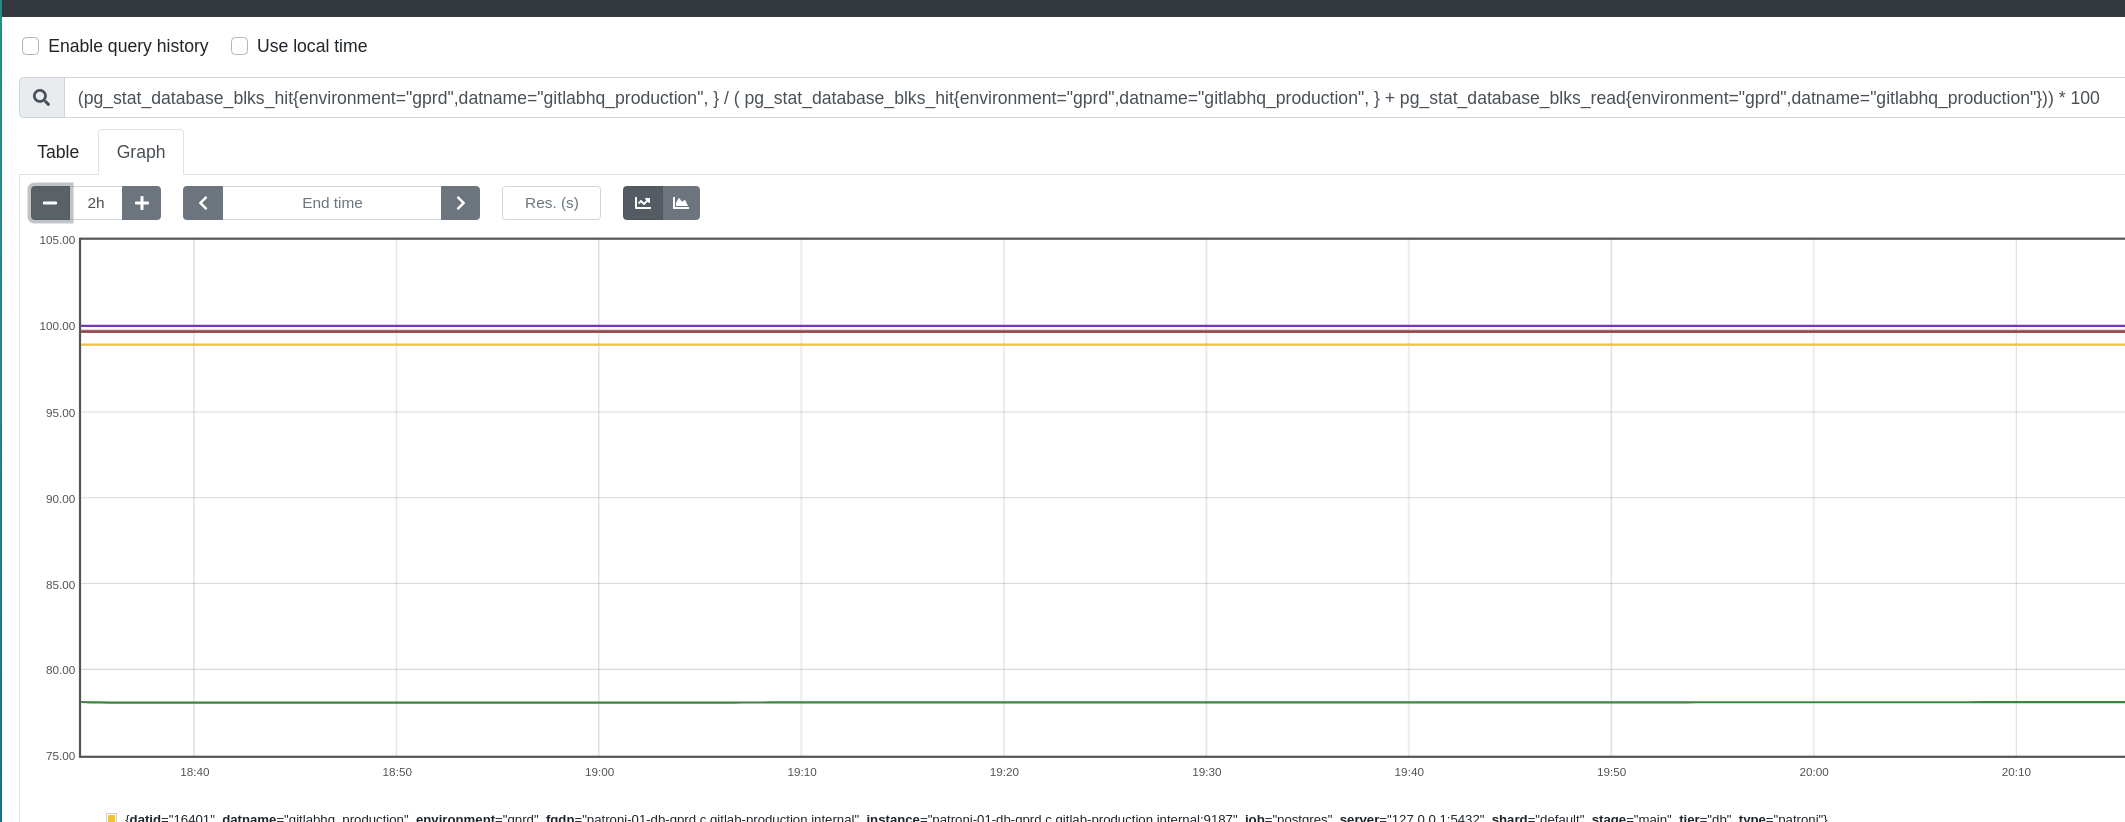 Enable query history Use local time
(pg_stat_database_blks_hit{environment="gprd",datname="gitlabhq_production", } / ( pg_stat_database_blks_hit{environment="gprd",datname="gitlabhq_production", } + pg_stat_database_blks_read{environment="gprd",datname="gitlabhq_production"})) * 100
Table Graph
2h End time Res. (s)
105.00
100.00
95.00
90.00
85.00
80.00
75.00
18:40 18:50 19:00 19:10 19:20 19:30 19:40 19:50 20:00 20:10
{datid="16401", datname="gitlabhq_production", environment="gprd", fqdn="patroni-01-db-gprd.c.gitlab-production.internal", instance="patroni-01-db-gprd.c.gitlab-production.internal:9187", job="postgres", server="127.0.0.1:5432", shard="default", stage="main", tier="db", type="patroni"}